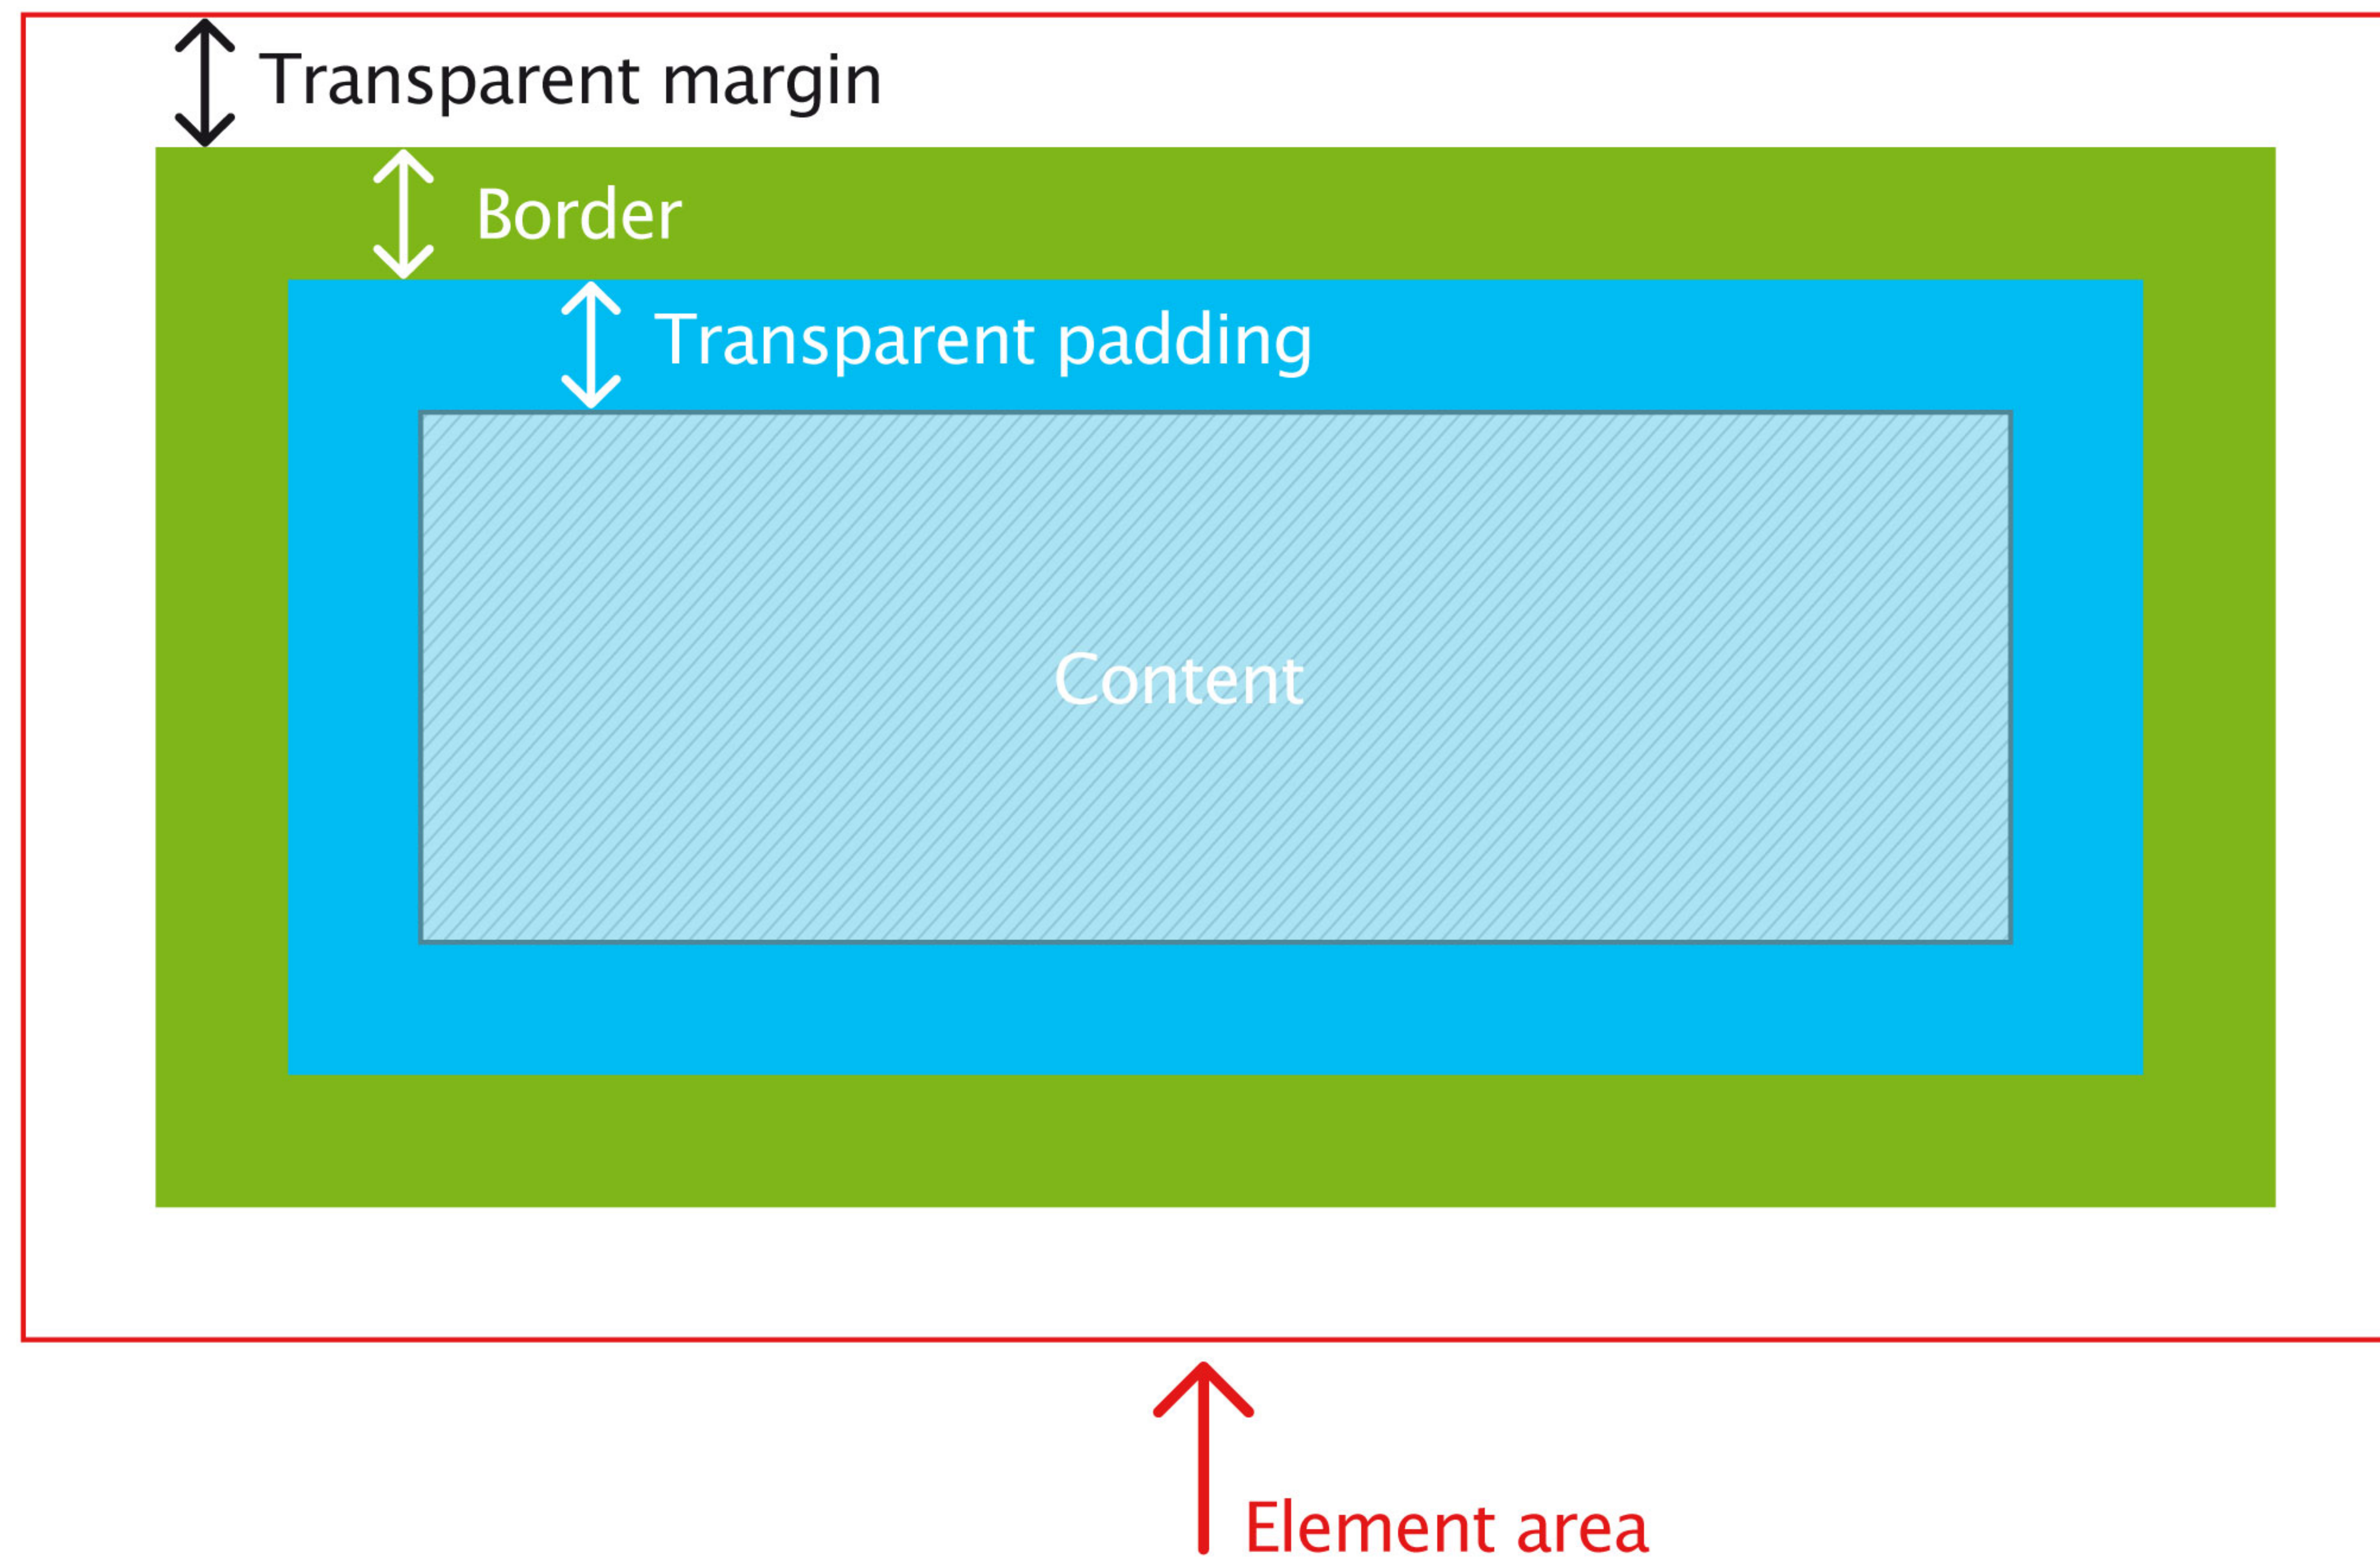 Transparent margin
Border
Transparent padding
Content
Element area